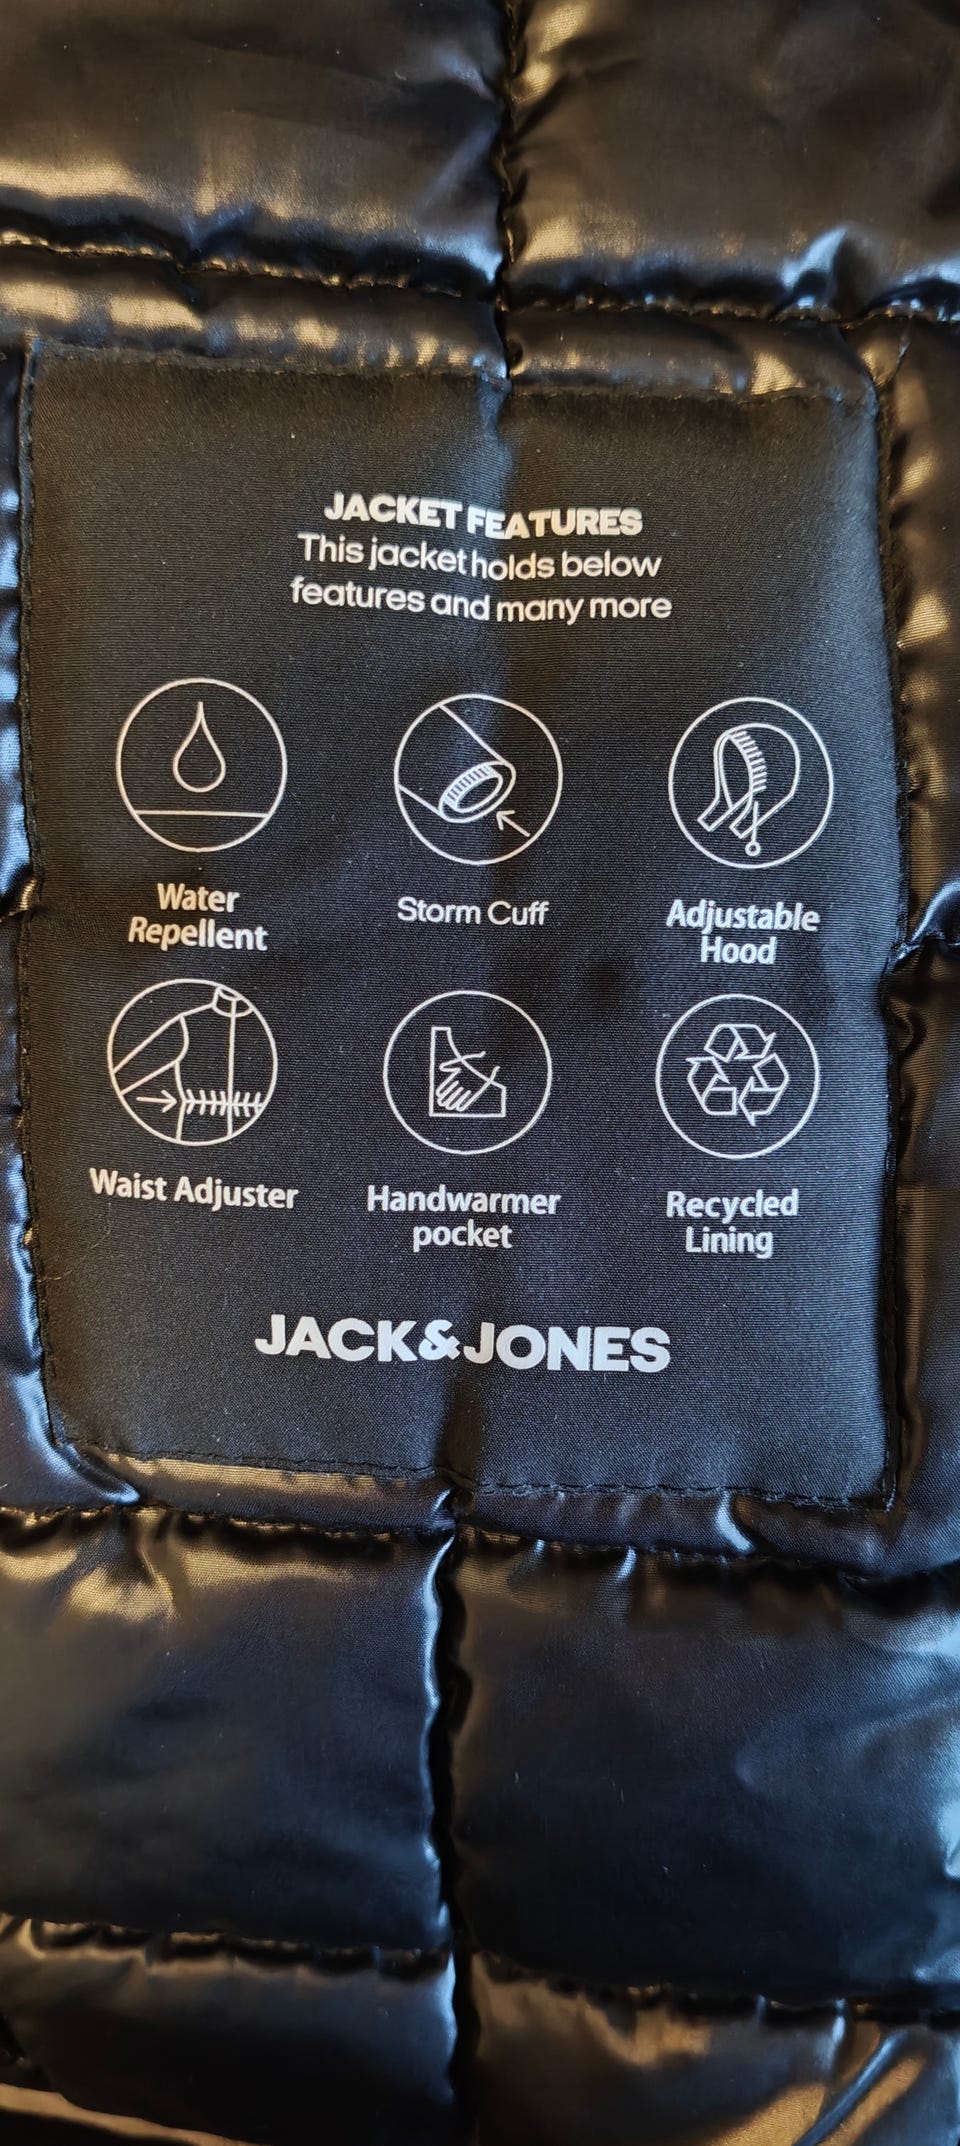 JACKET FEATURES
This jacket holds below
features and many more
Water
Repellent
Storm Cuff
Adjustable
Hood
Waist Adjuster
Handwarmer
pocket
Recycled
Lining
JACK&JONES